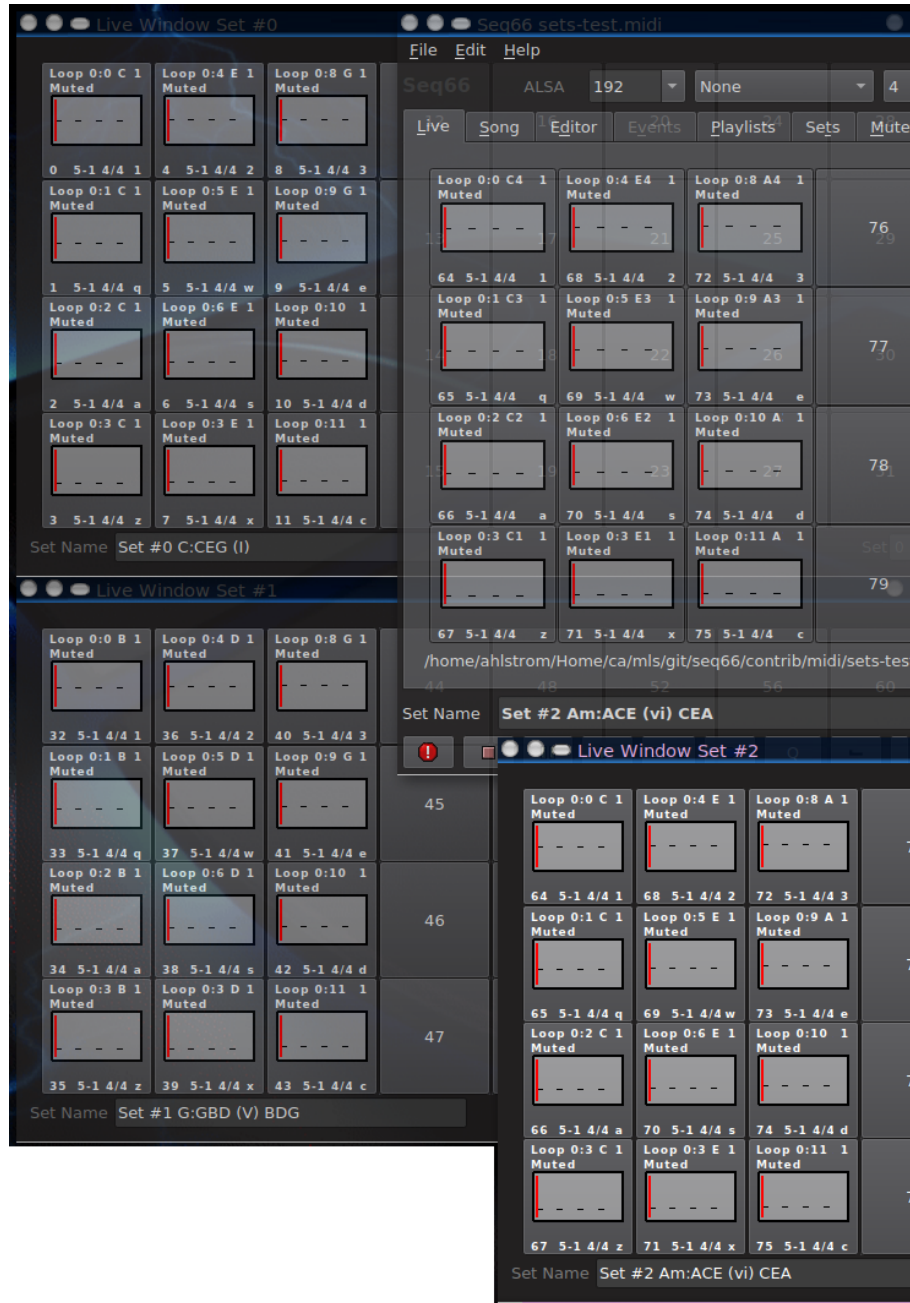 Live Window Set #0
Loop 0:0 C 1 Loop 0:4 E 1 Loop 0:8 G 1
Muted Muted Muted
0 5-1 4/4 1 4 5-1 4/4 2 8 5-1 4/4 3
Loop 0:1 C 1 Loop 0:5 E 1 Loop 0:9 G 1
Muted Muted Muted
1 5-1 4/4 q 5 5-1 4/4 w 9 5-1 4/4 e
Loop 0:2 C 1 Loop 0:6 E 1 Loop 0:10 1
Muted Muted Muted
2 5-1 4/4 a 6 5-1 4/4 s 10 5-1 4/4 d
Loop 0:3 C 1 Loop 0:3 E 1 Loop 0:11 1
Muted Muted Muted
3 5-1 4/4 z 7 5-1 4/4 x 11 5-1 4/4 c
Set Name Set #0 C:CEG (I)
Seq66 sets-test.midi
File Edit Help
Seq66 ALSA 192 None 4
Live Song Editor Events Playlists Sets Mute
Loop 0:0 C4 1 Loop 0:4 E4 1 Loop 0:8 A4 1
Muted Muted Muted
76
64 5-1 4/4 1 68 5-1 4/4 2 72 5-1 4/4 3
Loop 0:1 C3 1 Loop 0:5 E3 1 Loop 0:9 A3 1
Muted Muted Muted
77
65 5-1 4/4 q 69 5-1 4/4 w 73 5-1 4/4 e
Loop 0:2 C2 1 Loop 0:6 E2 1 Loop 0:10 A 1
Muted Muted Muted
78
66 5-1 4/4 a 70 5-1 4/4 s 74 5-1 4/4 d
Loop 0:3 C1 1 Loop 0:3 E1 1 Loop 0:11 A 1
Muted Muted Muted
79
67 5-1 4/4 z 71 5-1 4/4 x 75 5-1 4/4 c
/home/ahlstrom/Home/ca/mls/git/seq66/contrib/midi/sets-tes
Set Name Set #2 Am:ACE (vi) CEA
Live Window Set #1
Loop 0:0 B 1 Loop 0:4 D 1 Loop 0:8 G 1
Muted Muted Muted
32 5-1 4/4 1 36 5-1 4/4 2 40 5-1 4/4 3
Loop 0:1 B 1 Loop 0:5 D 1 Loop 0:9 G 1
Muted Muted Muted
45
33 5-1 4/4 q 37 5-1 4/4 w 41 5-1 4/4 e
Loop 0:2 B 1 Loop 0:6 D 1 Loop 0:10 1
Muted Muted Muted
46
34 5-1 4/4 a 38 5-1 4/4 s 42 5-1 4/4 d
Loop 0:3 B 1 Loop 0:3 D 1 Loop 0:11 1
Muted Muted Muted
47
35 5-1 4/4 z 39 5-1 4/4 x 43 5-1 4/4 c
Set Name Set #1 G:GBD (V) BDG
Live Window Set #2
Loop 0:0 C 1 Loop 0:4 E 1 Loop 0:8 A 1
Muted Muted Muted
64 5-1 4/4 1 68 5-1 4/4 2 72 5-1 4/4 3
Loop 0:1 C 1 Loop 0:5 E 1 Loop 0:9 A 1
Muted Muted Muted
65 5-1 4/4 q 69 5-1 4/4 w 73 5-1 4/4 e
Loop 0:2 C 1 Loop 0:6 E 1 Loop 0:10 1
Muted Muted Muted
66 5-1 4/4 a 70 5-1 4/4 s 74 5-1 4/4 d
Loop 0:3 C 1 Loop 0:3 E 1 Loop 0:11 1
Muted Muted Muted
67 5-1 4/4 z 71 5-1 4/4 x 75 5-1 4/4 c
Set Name Set #2 Am:ACE (vi) CEA